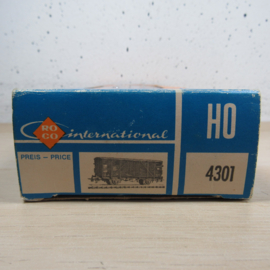 ROCO
international
HO
PREIS - PRICE
4301